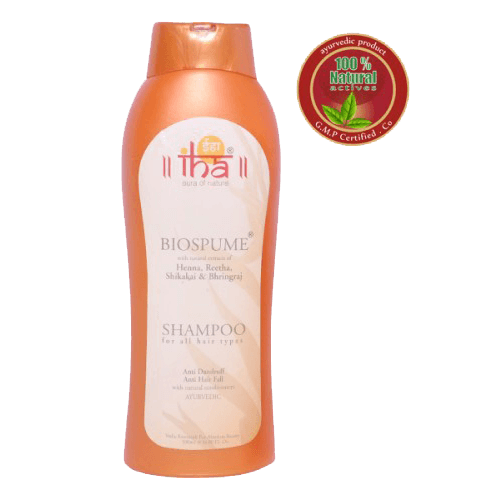 ईहा
॥ iha® ॥
aura of nature
BIOSPUME®
with natural extracts of
Henna, Reetha,
Shikakai & Bhringraj
SHAMPOO
for all hair types
Anti Dandruff
Anti Hair Fall
with natural conditioners
AYURVEDIC
ayurvedic product
100%
Natural
actives
G.M.P Certified . Co